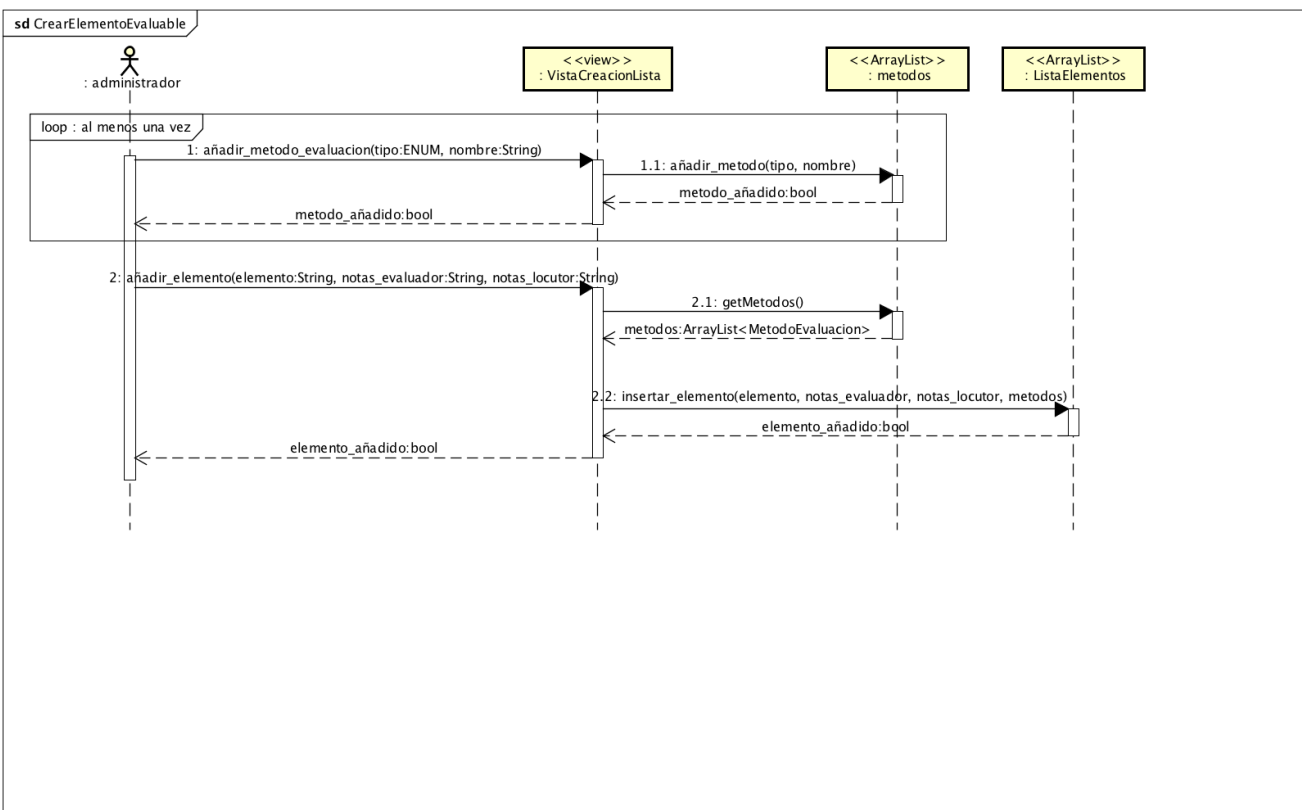 sd CrearElementoEvaluable
: administrador
<<view>>
: VistaCreacionLista
<<ArrayList>>
: metodos
<<ArrayList>>
: ListaElementos
loop : al menos una vez
1: añadir_metodo_evaluacion(tipo:ENUM, nombre:String)
1.1: añadir_metodo(tipo, nombre)
metodo_añadido:bool
metodo_añadido:bool
2: añadir_elemento(elemento:String, notas_evaluador:String, notas_locutor:String)
2.1: getMetodos()
metodos:ArrayList<MetodoEvaluacion>
2.2: insertar_elemento(elemento, notas_evaluador, notas_locutor, metodos)
elemento_añadido:bool
elemento_añadido:bool